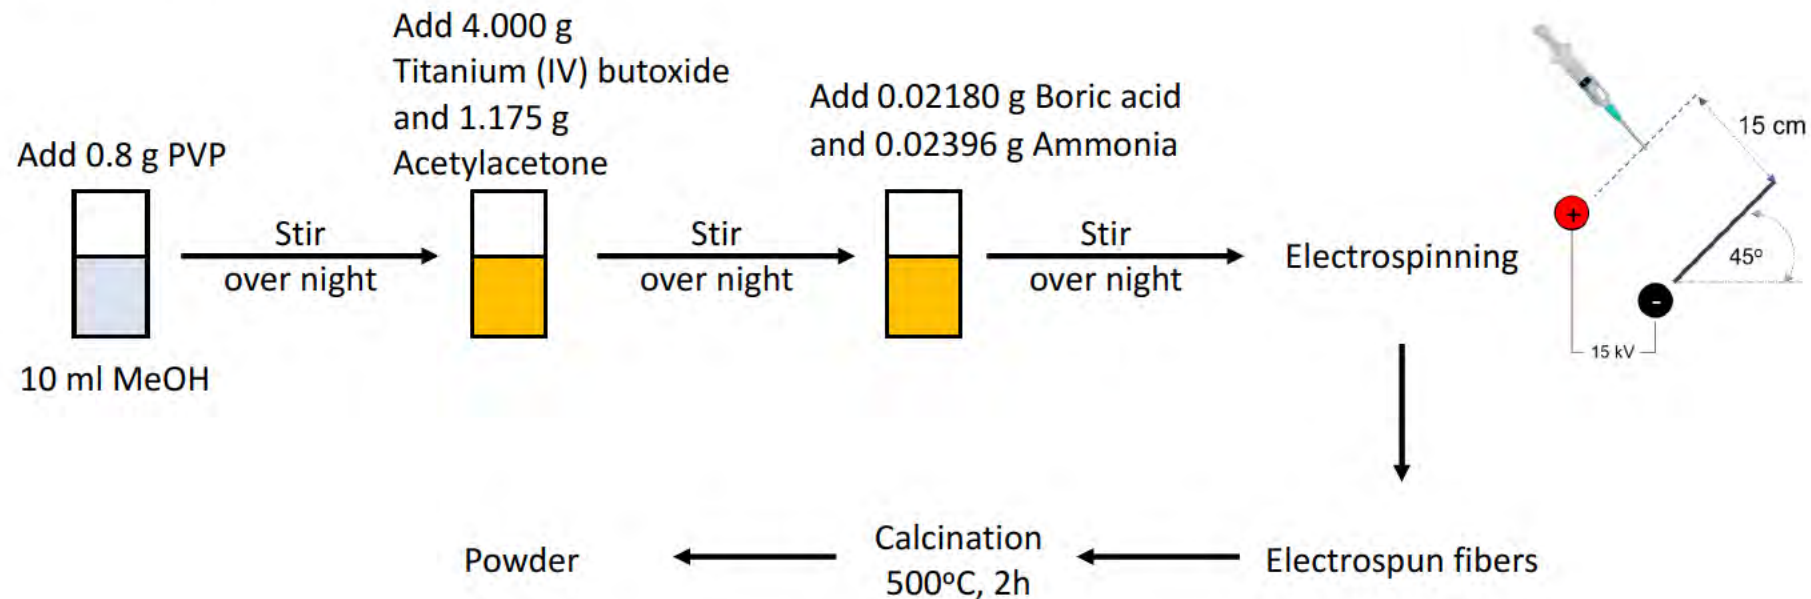 Add 0.8 g PVP
10 ml MeOH
Stir
over night
Add 4.000 g
Titanium (IV) butoxide
and 1.175 g
Acetylacetone
Stir
over night
Add 0.02180 g Boric acid
and 0.02396 g Ammonia
Stir
over night
Electrospinning
15 cm
+
45º
-
15 kV
Electrospun fibers
Calcination
500ºC, 2h
Powder